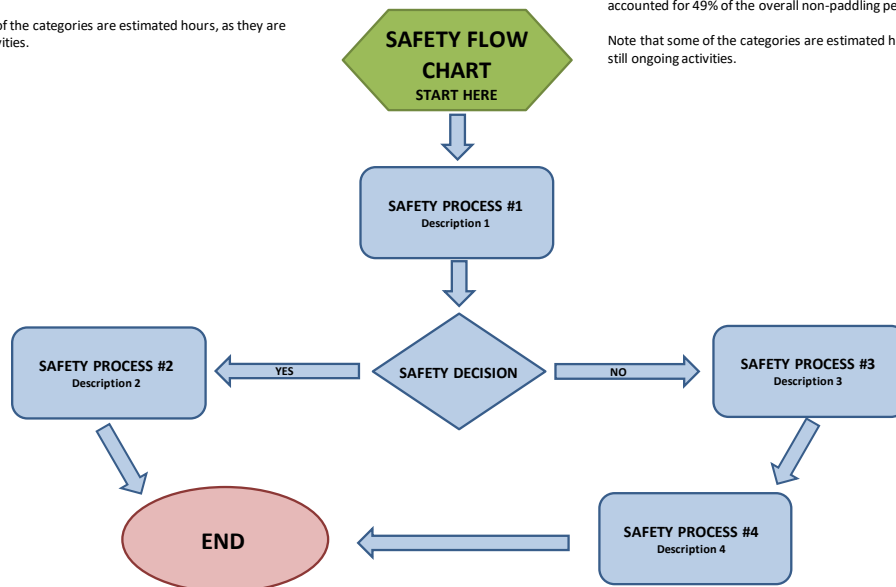 of the categories are estimated hours, as they are
vities.
accounted for 49% of the overall non-paddling pe
Note that some of the categories are estimated h
still ongoing activities.
SAFETY FLOW
CHART
START HERE
SAFETY PROCESS #1
Description 1
SAFETY PROCESS #2
Description 2
YES
SAFETY DECISION
NO
SAFETY PROCESS #3
Description 3
END
SAFETY PROCESS #4
Description 4